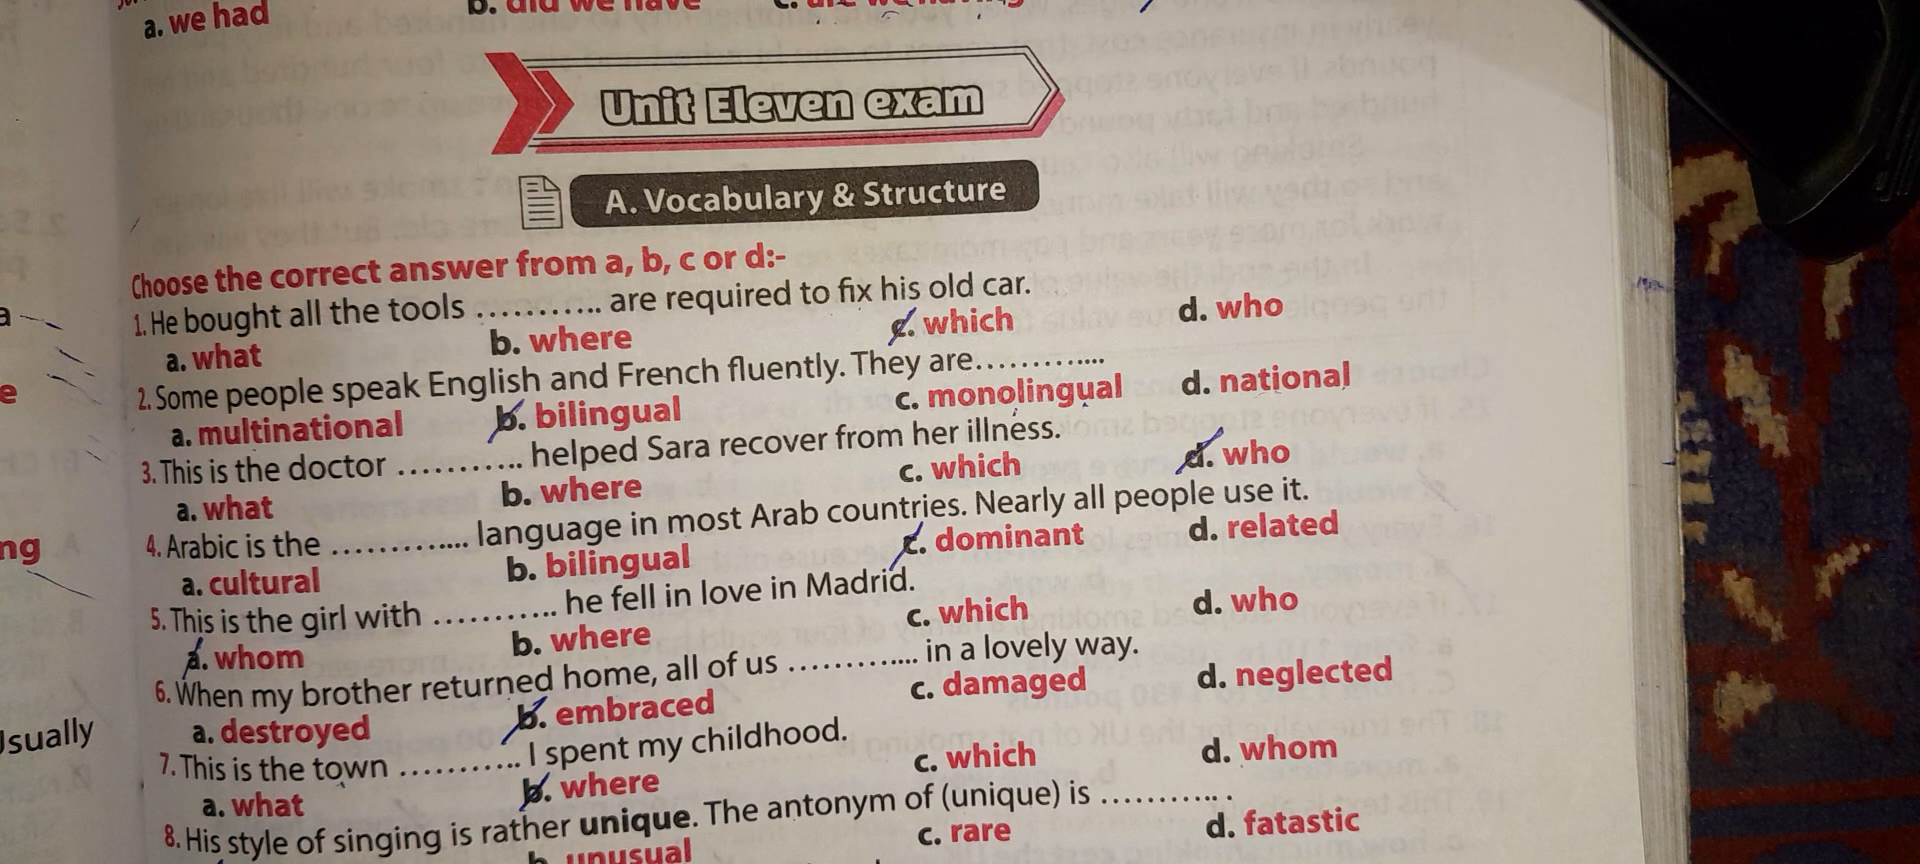 a. we had b. did we have
Unit Eleven exam
A. Vocabulary & Structure
Choose the correct answer from a, b, c or d:-
1. He bought all the tools ........... are required to fix his old car.
a. what b. where c. which d. who
2. Some people speak English and French fluently. They are............
a. multinational b. bilingual c. monolingual d. national
3. This is the doctor ........... helped Sara recover from her illness.
a. what b. where c. which d. who
4. Arabic is the ............. language in most Arab countries. Nearly all people use it.
a. cultural b. bilingual c. dominant d. related
5. This is the girl with ........... he fell in love in Madrid.
a. whom b. where c. which d. who
6. When my brother returned home, all of us ............ in a lovely way.
a. destroyed b. embraced c. damaged d. neglected
7. This is the town ........... I spent my childhood.
a. what b. where c. which d. whom
8. His style of singing is rather unique. The antonym of (unique) is ............ .
b. unusual c. rare d. fatastic
a
e
ng
Usually